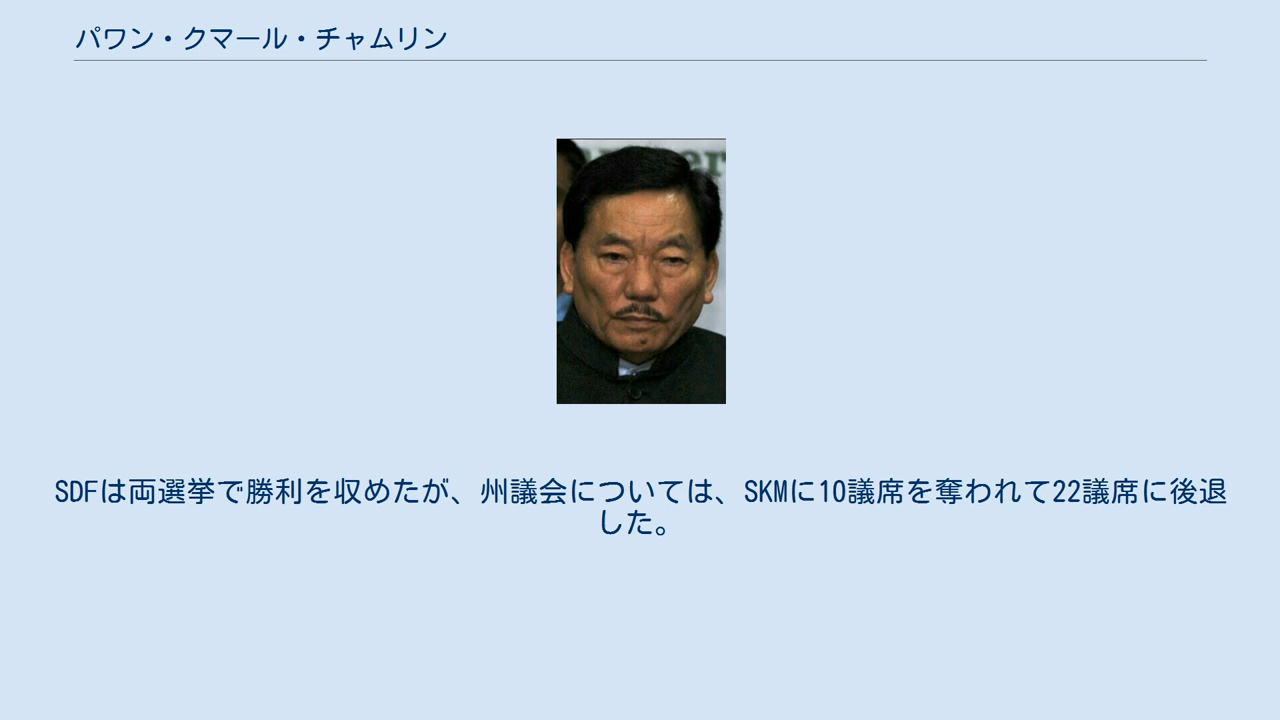 パワン・クマール・チャムリン
SDFは両選挙で勝利を収めたが、州議会については、SKMに10議席を奪われて22議席に後退
した。